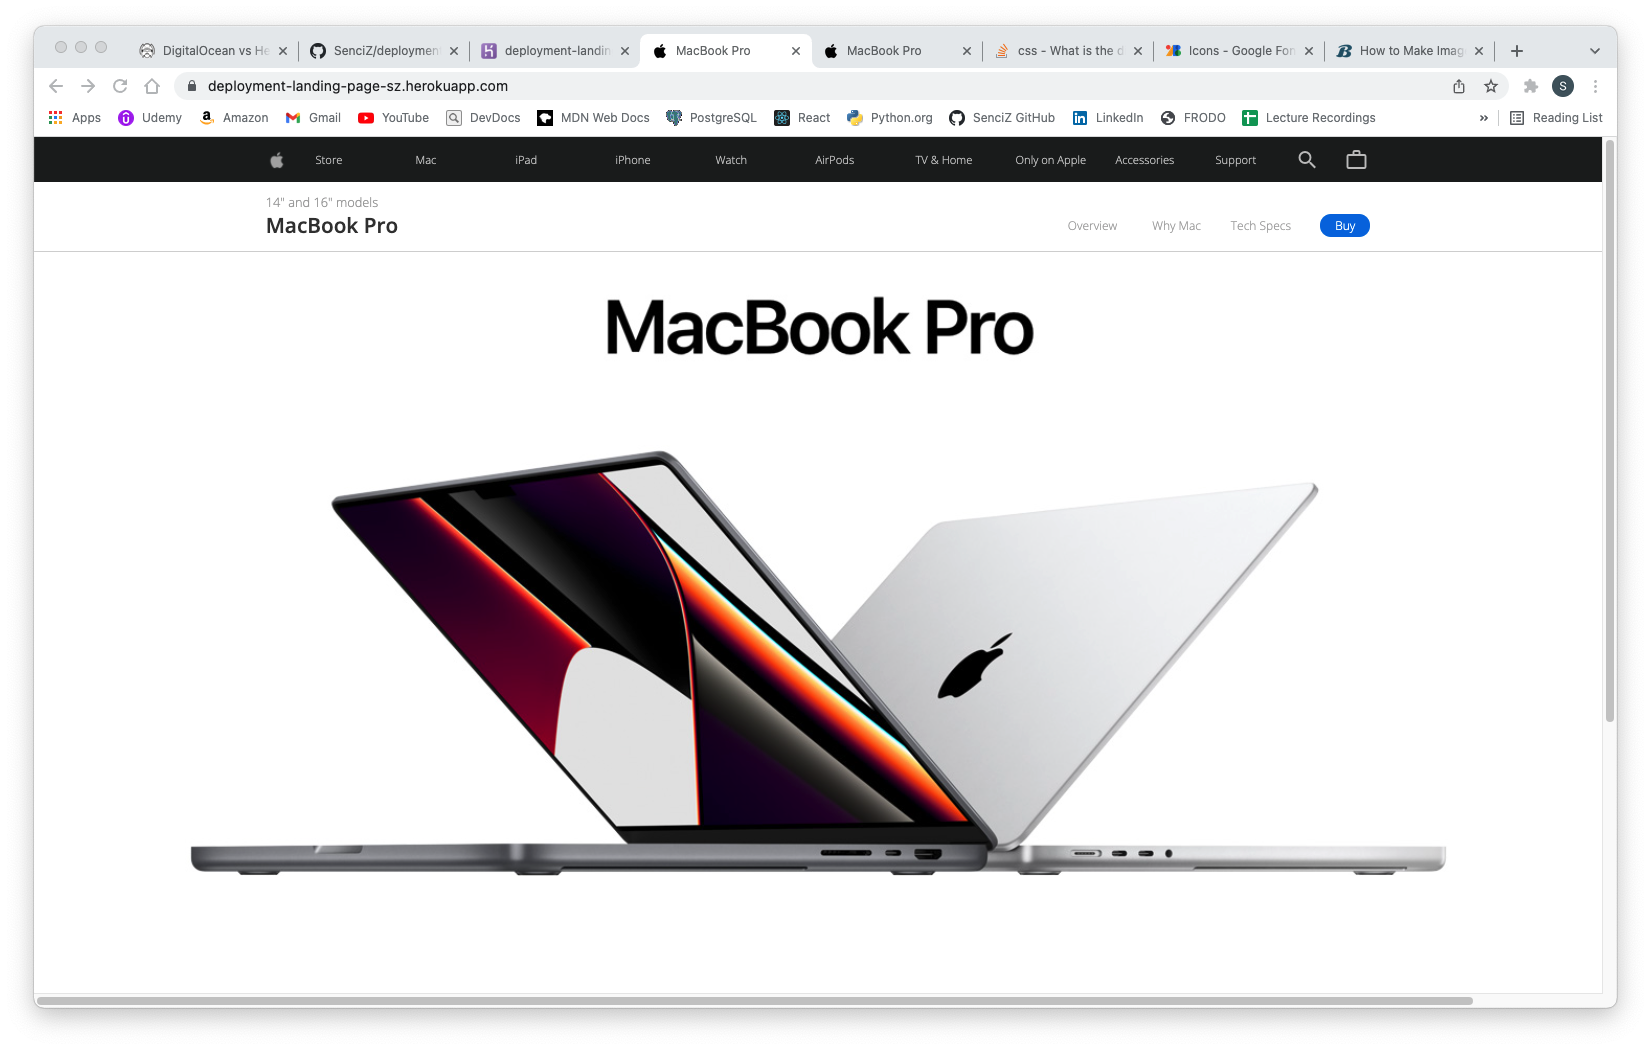 DigitalOcean vs He
SenciZ/deployment
deployment-landin
MacBook Pro
MacBook Pro
css - What is the d
Icons - Google Fon
How to Make Imag
deployment-landing-page-sz.herokuapp.com
S
Apps
Udemy
Amazon
Gmail
YouTube
DevDocs
MDN Web Docs
PostgreSQL
React
Python.org
SenciZ GitHub
LinkedIn
FRODO
Lecture Recordings
»
Reading List
Store
Mac
iPad
iPhone
Watch
AirPods
TV & Home
Only on Apple
Accessories
Support
14" and 16" models
MacBook Pro
Overview
Why Mac
Tech Specs
Buy
MacBook Pro